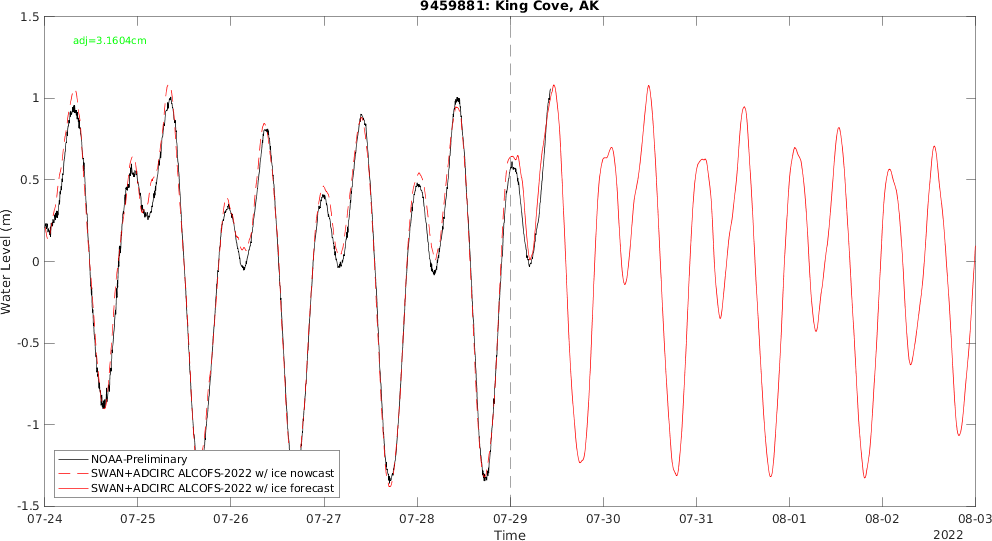 9459881: King Cove, AK
adj=3.1604cm
1.5
1
0.5
0
-0.5
-1
-1.5
Water Level (m)
NOAA-Preliminary
SWAN+ADCIRC ALCOFS-2022 w/ ice nowcast
SWAN+ADCIRC ALCOFS-2022 w/ ice forecast
07-24 07-25 07-26 07-27 07-28 07-29 07-30 07-31 08-01 08-02 08-03
Time
2022